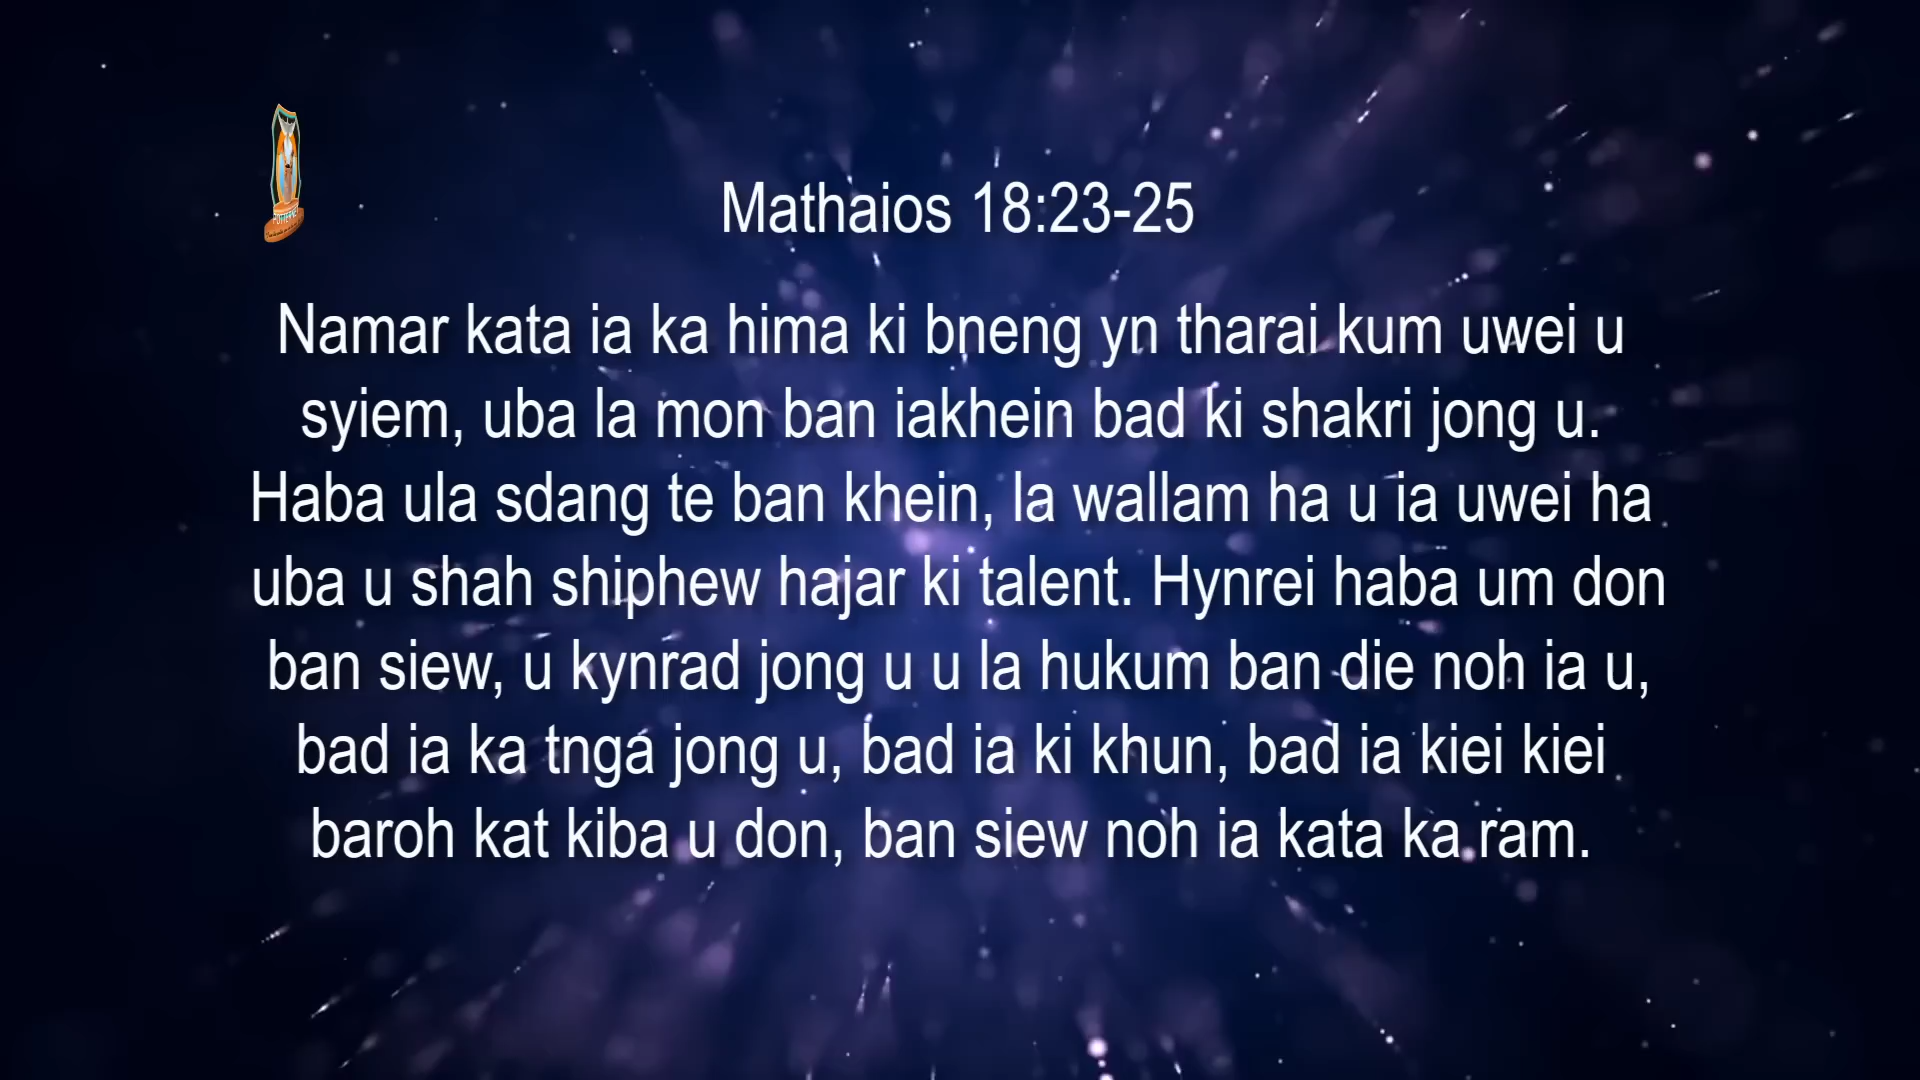 Mathaios 18:23-25
Namar kata ia ka hima ki bneng yn tharai kum uwei u
syiem, uba la mon ban iakhein bad ki shakri jong u.
Haba ula sdang te ban khein, la wallam ha u ia uwei ha
uba u shah shiphew hajar ki talent. Hynrei haba um don
ban siew, u kynrad jong u u la hukum ban die noh ia u,
bad ia ka tnga jong u, bad ia ki khun, bad ia kiei kiei
baroh kat kiba u don, ban siew noh ia kata ka ram.